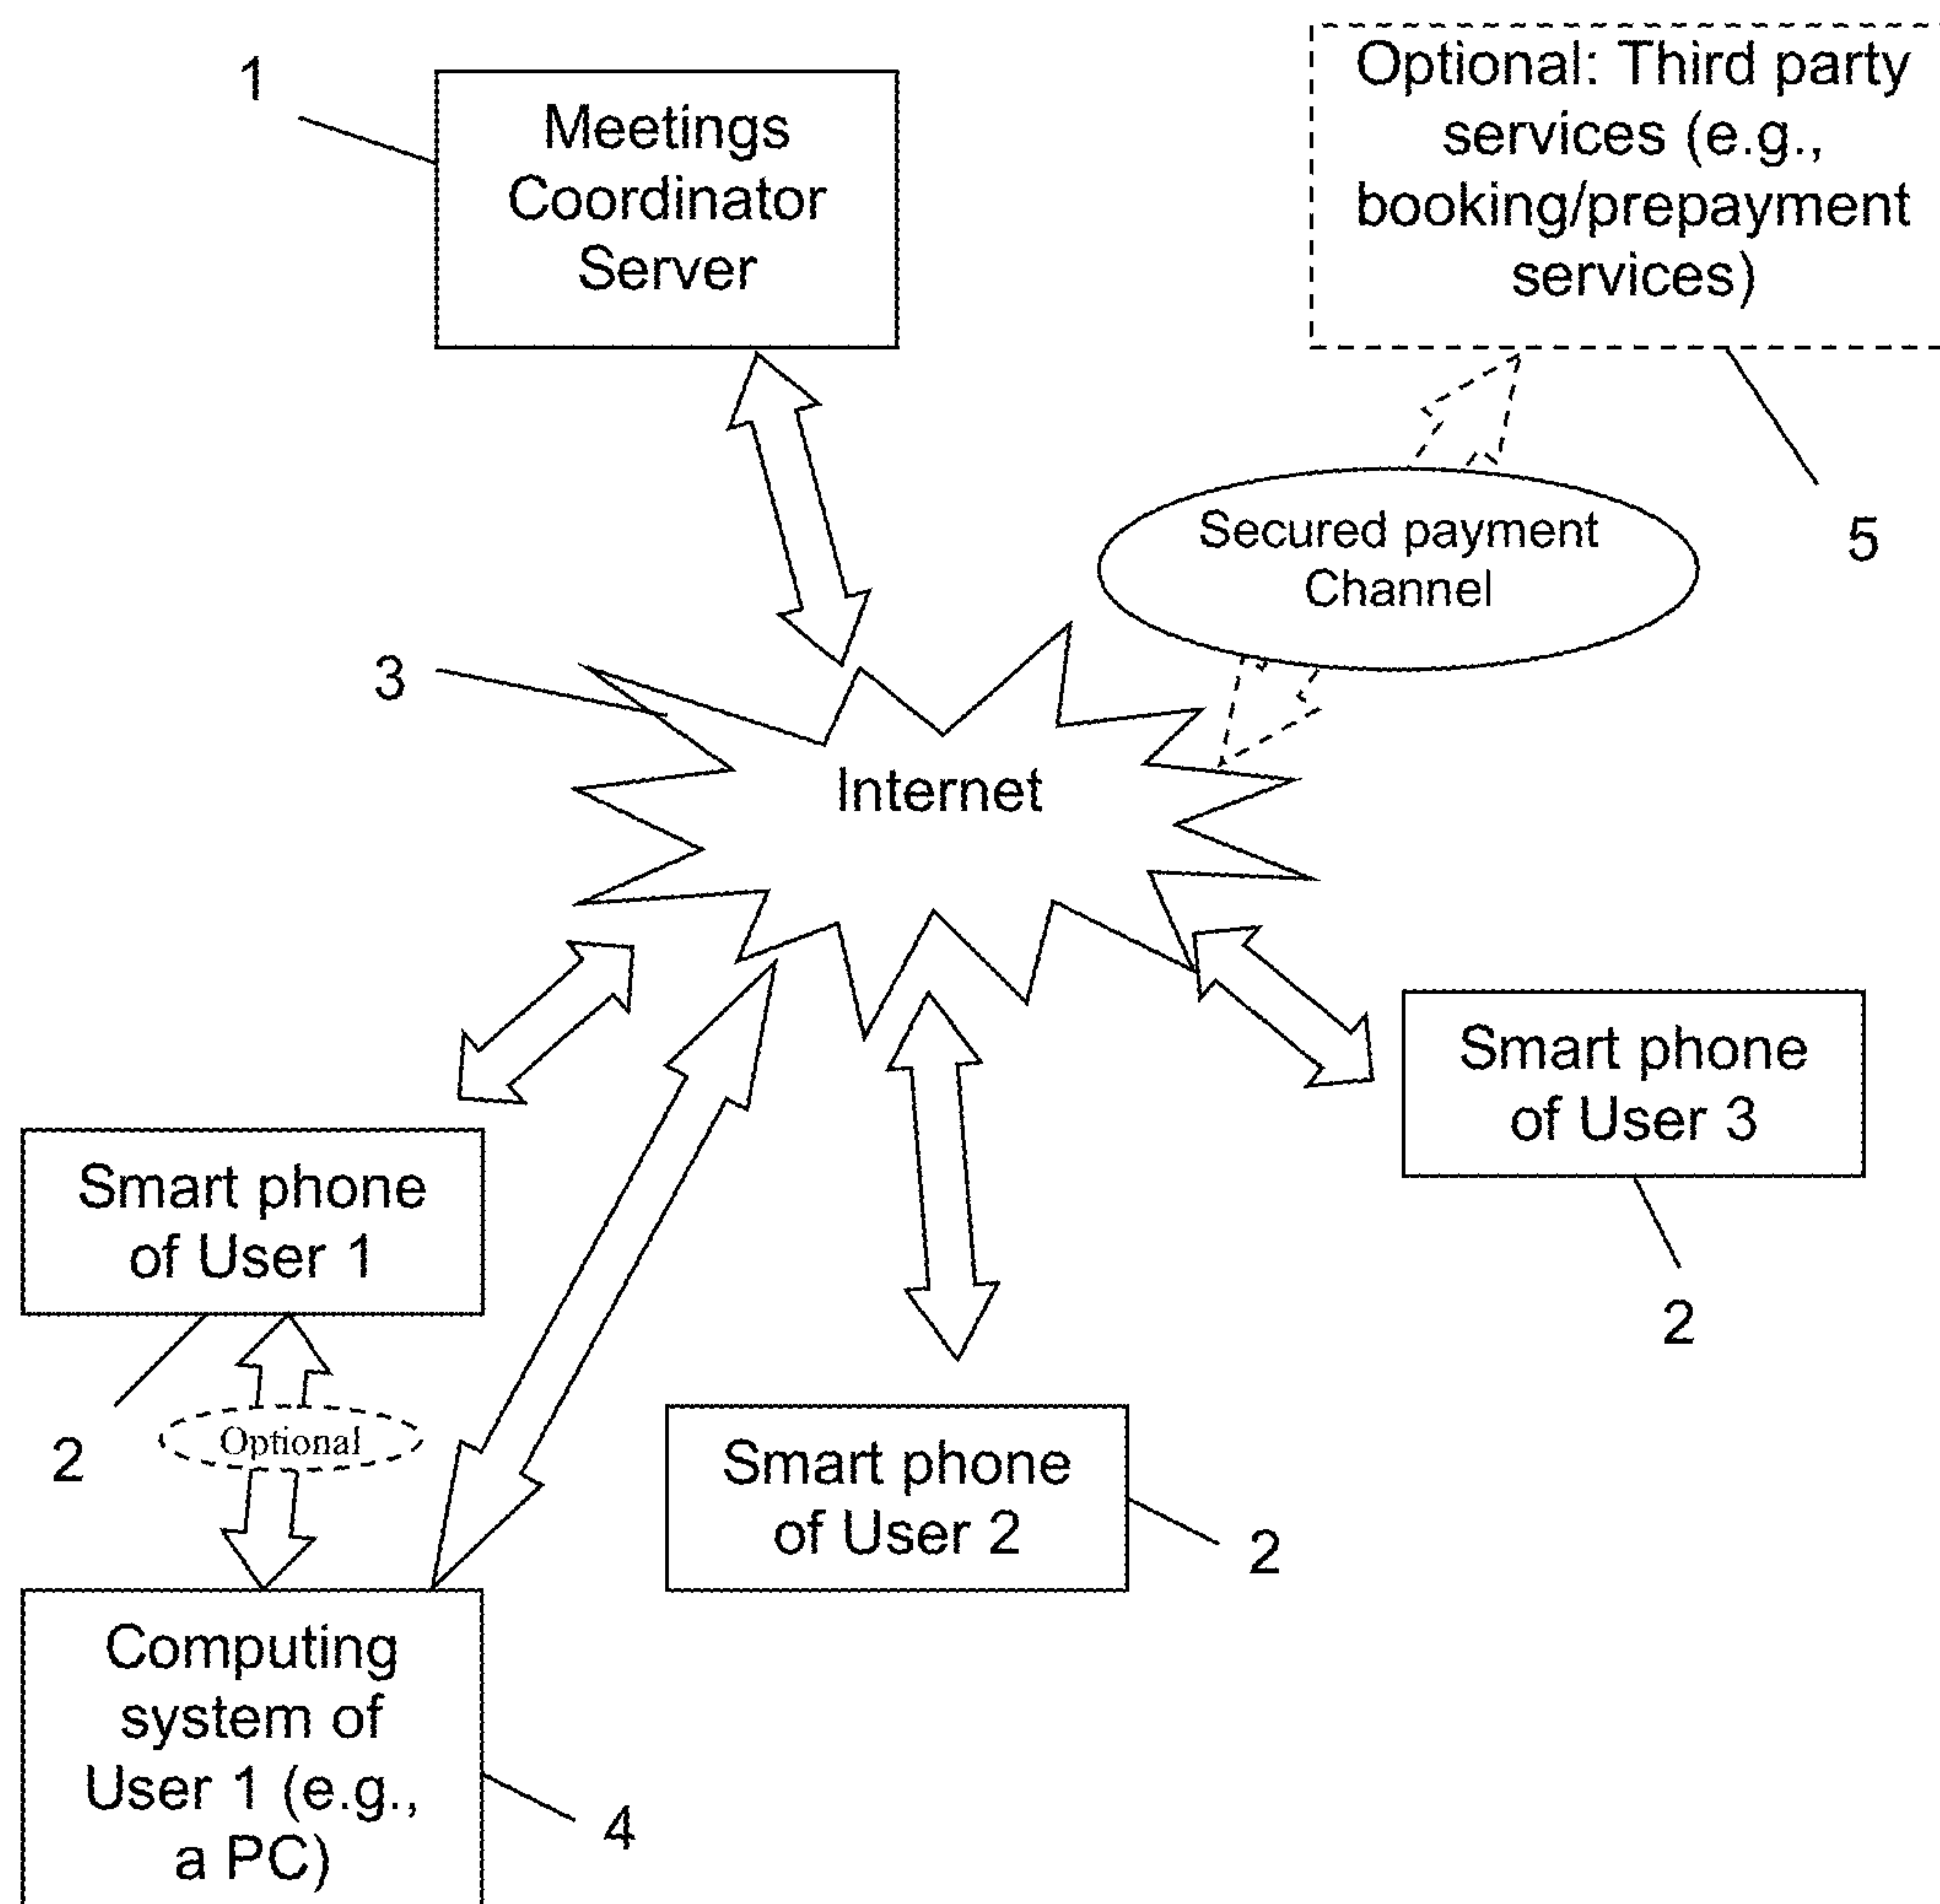 1
Meetings
Coordinator
Server
Optional: Third party
services (e.g.,
booking/prepayment
services)
5
Secured payment
Channel
3
Internet
Smart phone
of User 3
2
Smart phone
of User 1
2
Optional
Smart phone
of User 2
2
Computing
system of
User 1 (e.g.,
a PC)
4